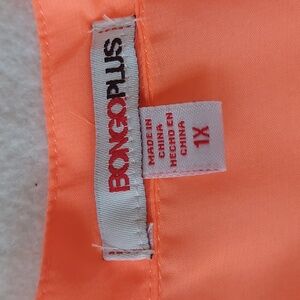 BONGOPLUS
MADE IN
CHINA
HECHO EN
CHINA
1X